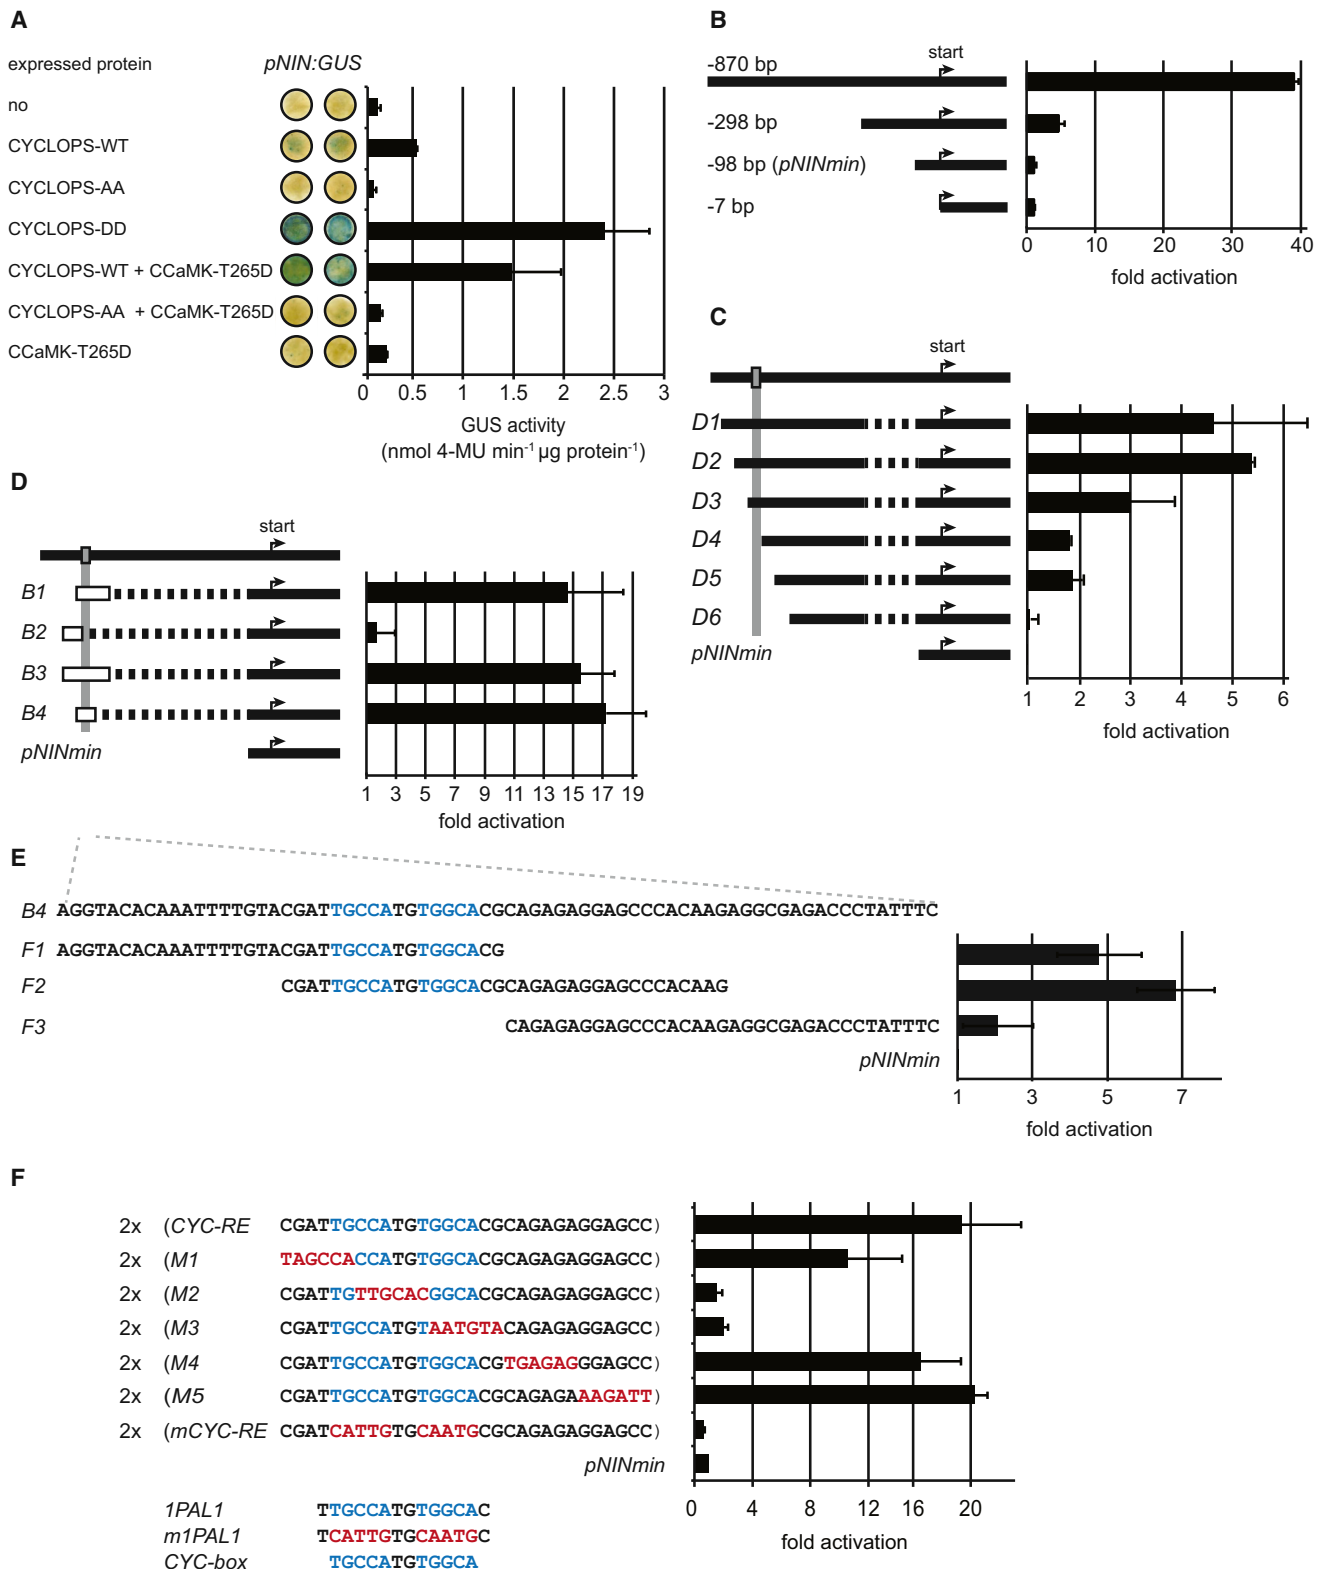 A
expressed protein pNIN:GUS
no
CYCLOPS-WT
CYCLOPS-AA
CYCLOPS-DD
CYCLOPS-WT + CCaMK-T265D
CYCLOPS-AA + CCaMK-T265D
CCaMK-T265D
0 0.5 1 1.5 2 2.5 3
GUS activity
(nmol 4-MU min⁻¹ µg protein⁻¹)
B
start
-870 bp
-298 bp
-98 bp (pNINmin)
-7 bp
0 10 20 30 40
fold activation
C
start
D1
D2
D3
D4
D5
D6
pNINmin
1 2 3 4 5 6
fold activation
D
start
B1
B2
B3
B4
pNINmin
1 3 5 7 9 11 13 15 17 19
fold activation
E
B4 AGGTACACAAATTTTGTACGATTGCCATGTGGCACGCAGAGAGGAGCCCACAAGAGGCGAGACCCTATTTC
F1 AGGTACACAAATTTTGTACGATTGCCATGTGGCACG
F2 CGATTGCCATGTGGCACGCAGAGAGGAGCCCACAAG
F3 CAGAGAGGAGCCCACAAGAGGCGAGACCCTATTTC
pNINmin
1 3 5 7
fold activation
F
2x (CYC-RE CGATTGCCATGTGGCACGCAGAGAGGAGCC)
2x (M1 TAGCCACCATGTGGCACGCAGAGAGGAGCC)
2x (M2 CGATTGTTGCACGGCACGCAGAGAGGAGCC)
2x (M3 CGATTGCCATGTAATGTACAGAGAGGAGCC)
2x (M4 CGATTGCCATGTGGCACGTGAGAGGGAGCC)
2x (M5 CGATTGCCATGTGGCACGCAGAGAAAGATT)
2x (mCYC-RE CGATCATTGTGCAATGCGCAGAGAGGAGCC)
pNINmin
0 4 8 12 16 20
fold activation
1PAL1 TTGCCATGTGGCAC
m1PAL1 TCATTGTGCAATGC
CYC-box TGCCATGTGGCA